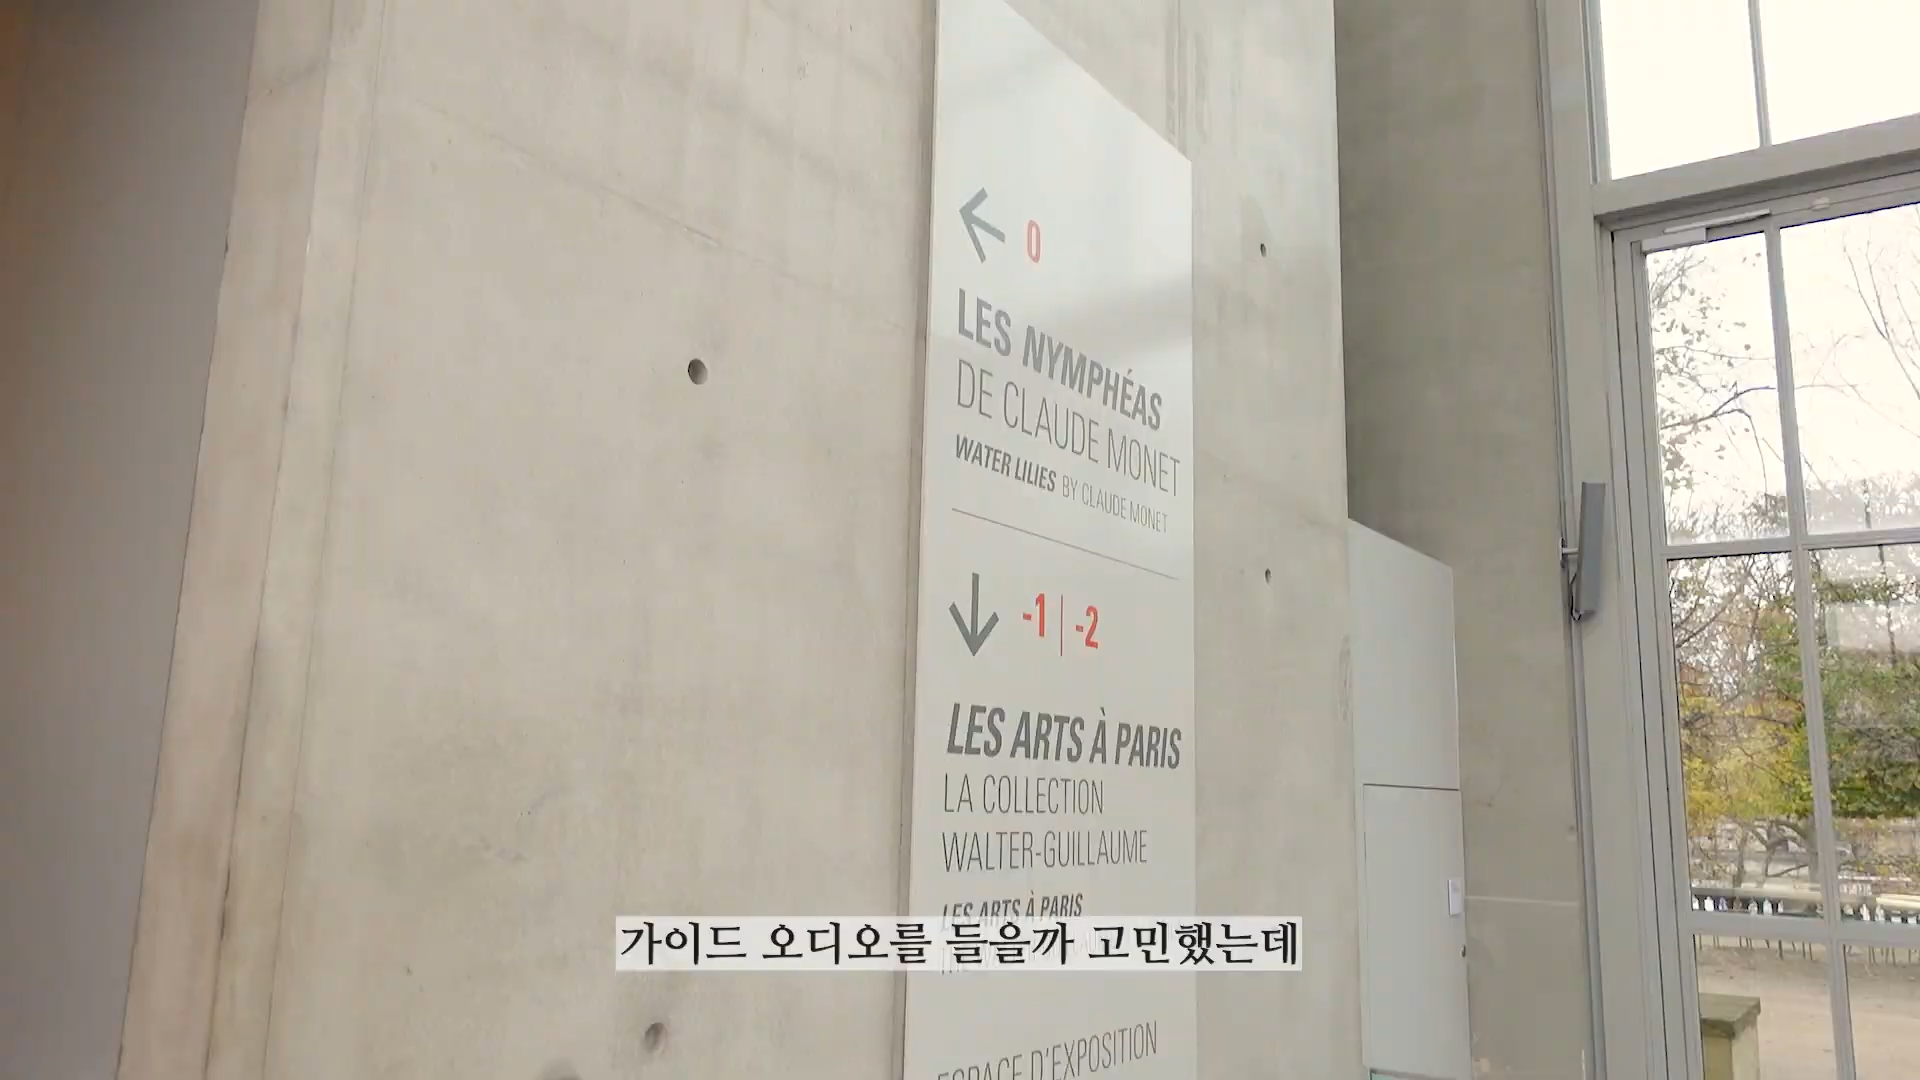 0
LES NYMPHÉAS
DE CLAUDE MONET
WATER LILIES BY CLAUDE MONET
-1 | -2
LES ARTS À PARIS
LA COLLECTION
WALTER-GUILLAUME
LES ARTS À PARIS
가이드 오디오를 들을까 고민했는데
ESPACE D'EXPOSITION